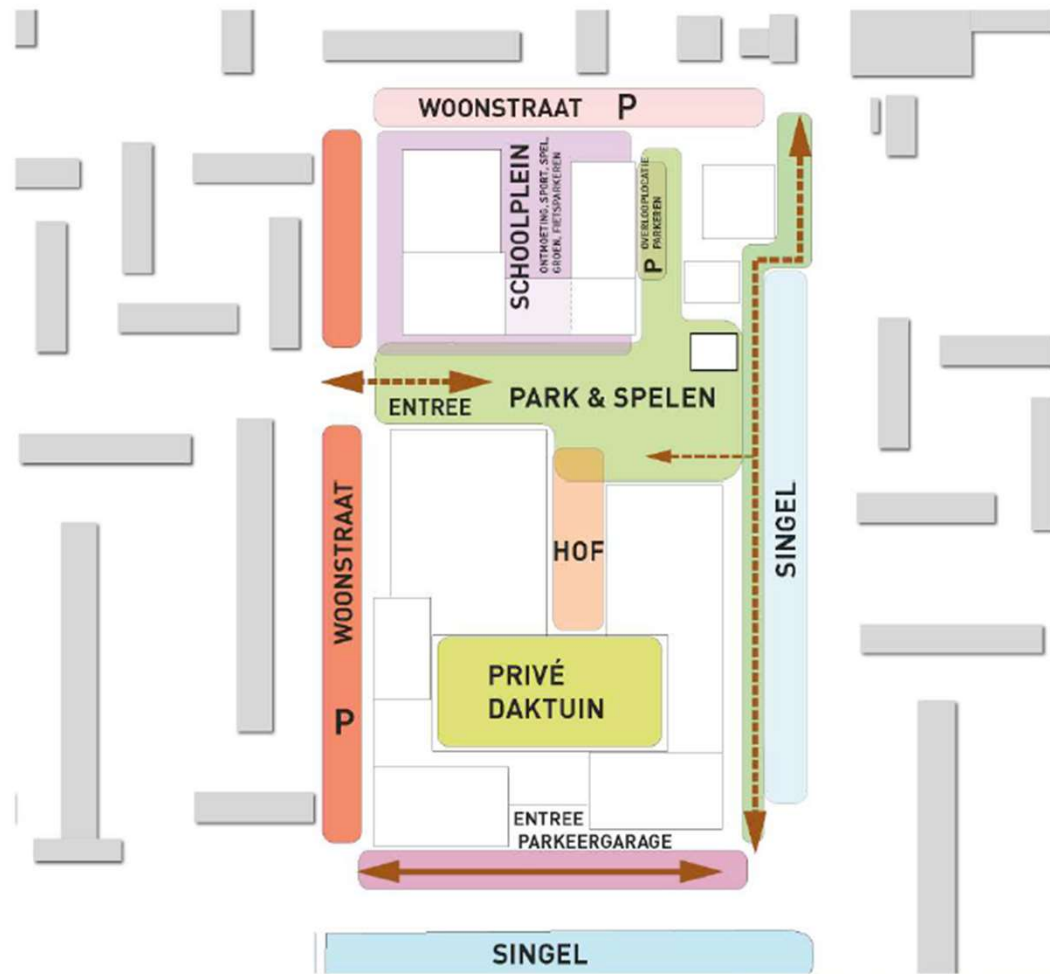 WOONSTRAAT P
SCHOOLPLEIN
ONTMOETING, SPORT, SPEL,
GROEN, FIETSPARKEREN
P OVERLOOPLOCATIE
PARKEREN
ENTREE
PARK & SPELEN
WOONSTRAAT
P
HOF
SINGEL
PRIVÉ
DAKTUIN
ENTREE
PARKEERGARAGE
SINGEL